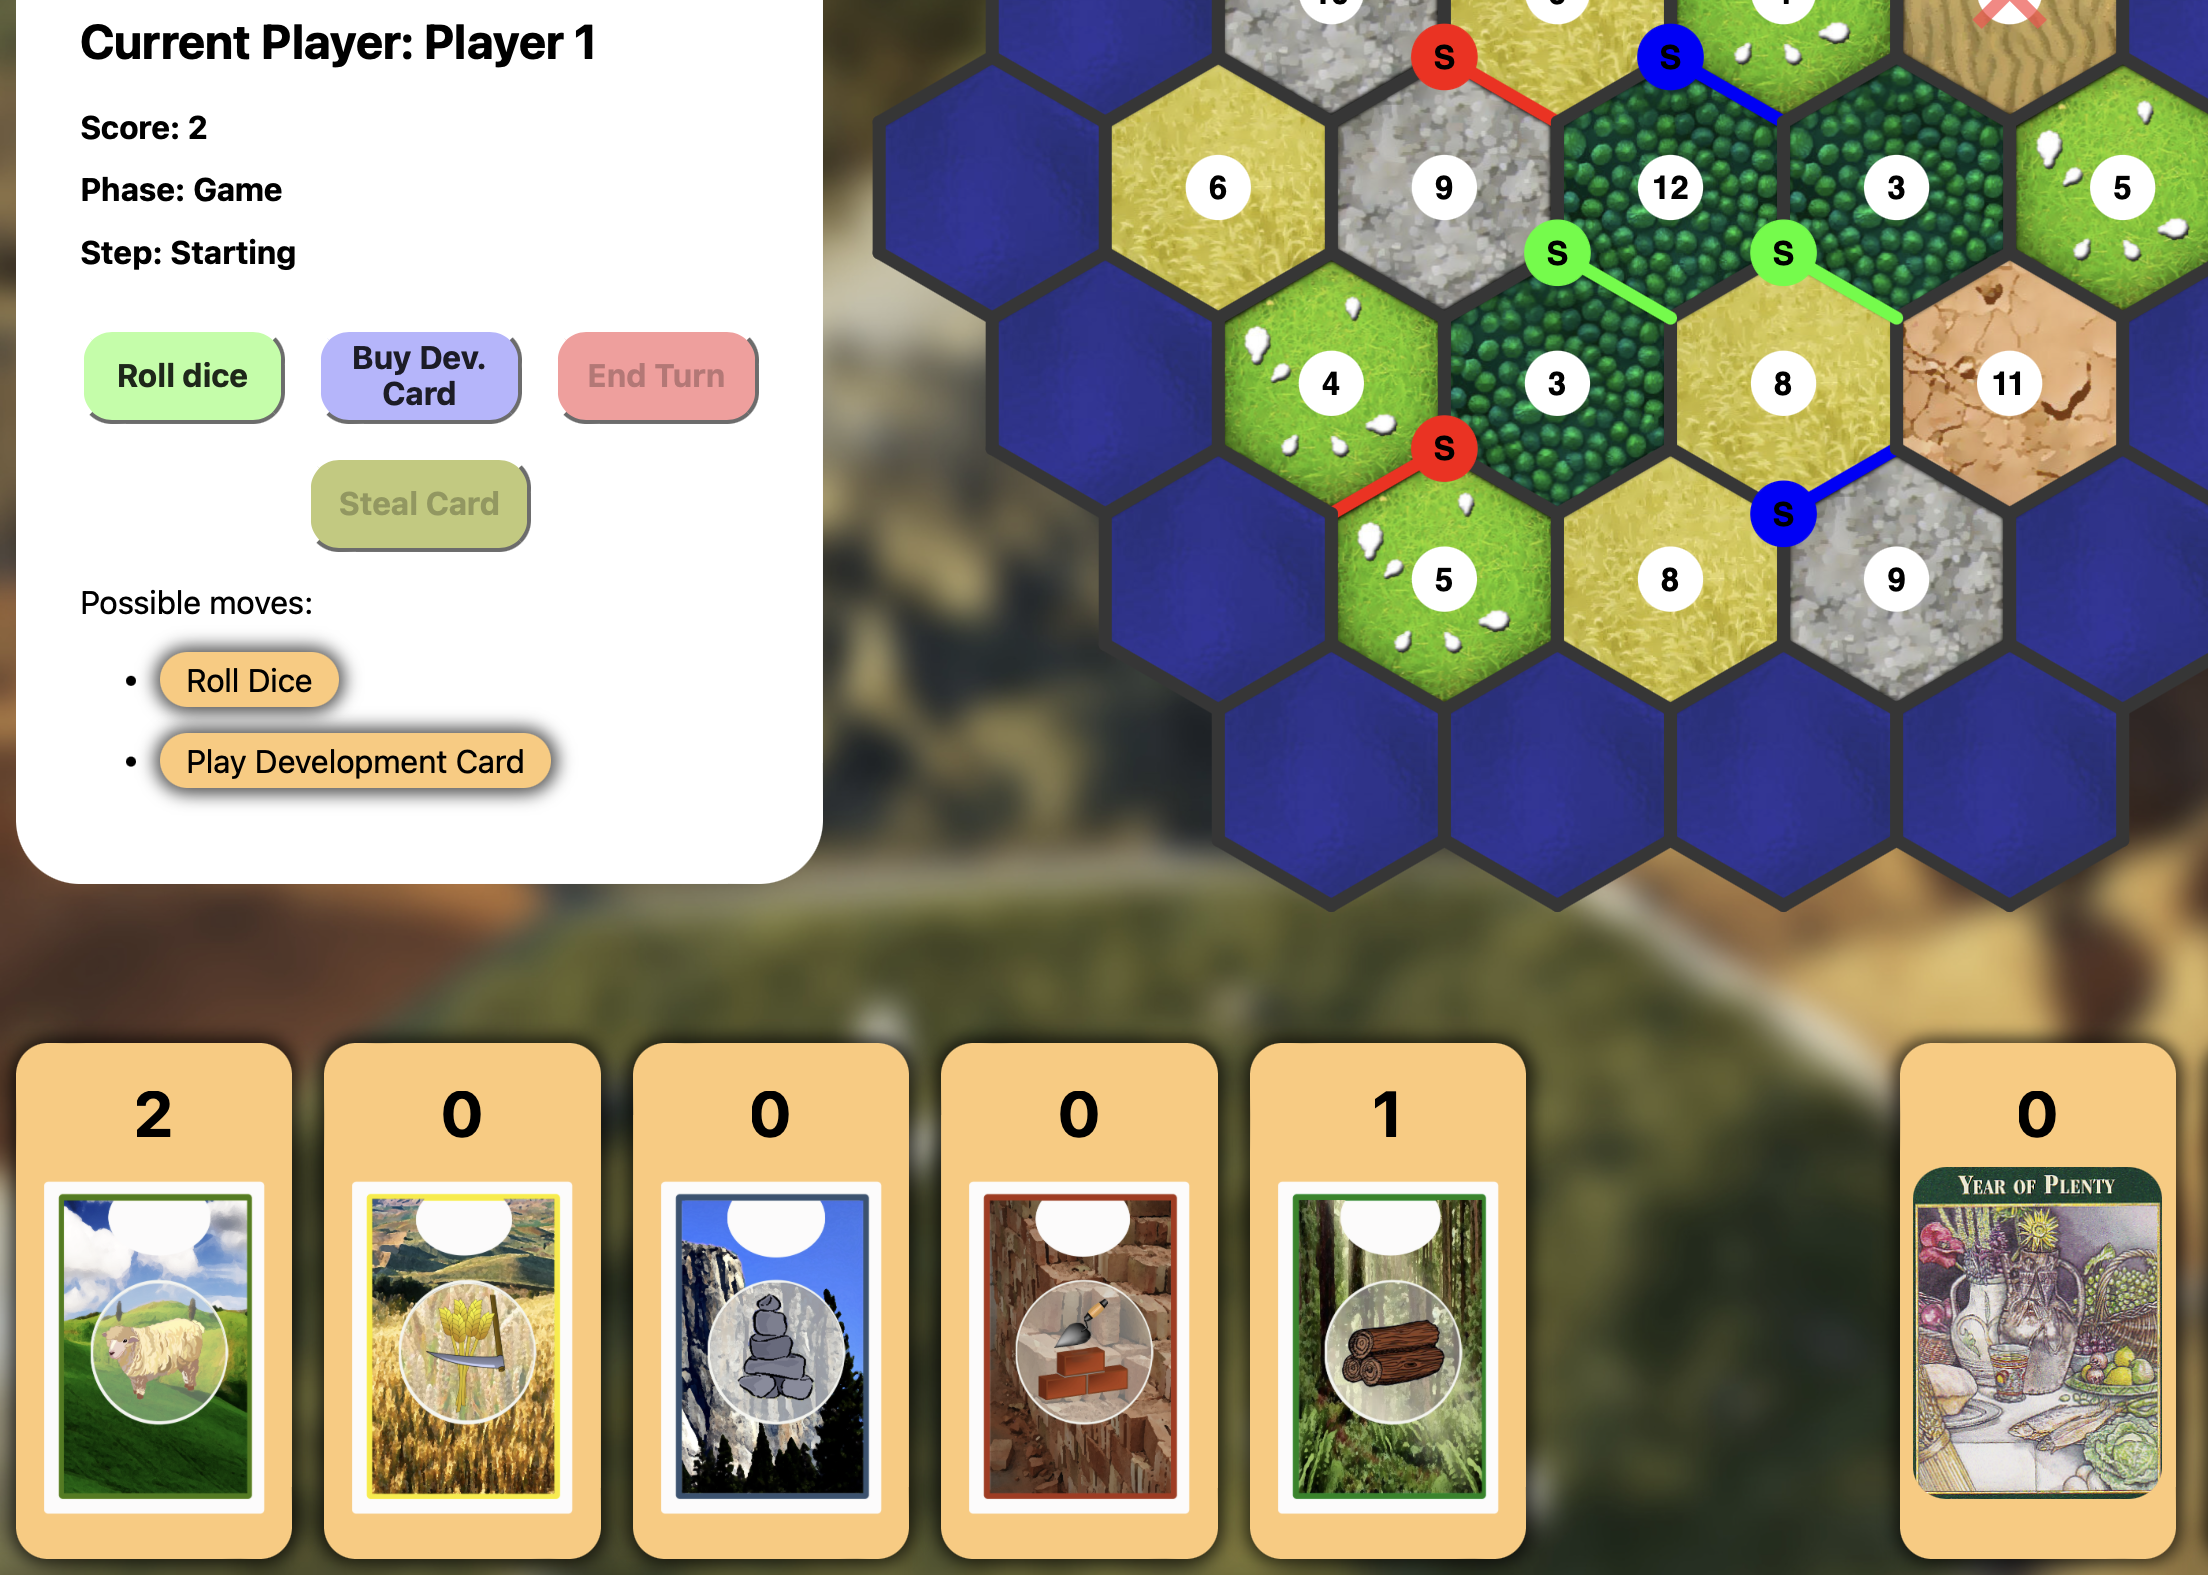 Current Player: Player 1
Score: 2
Phase: Game
Step: Starting
Roll dice
Buy Dev.
Card
End Turn
Steal Card
Possible moves:
Roll Dice
Play Development Card
S
S
6
9
12
3
5
S
S
4
3
8
11
S
S
5
8
9
2
0
0
0
1
0
YEAR OF PLENTY